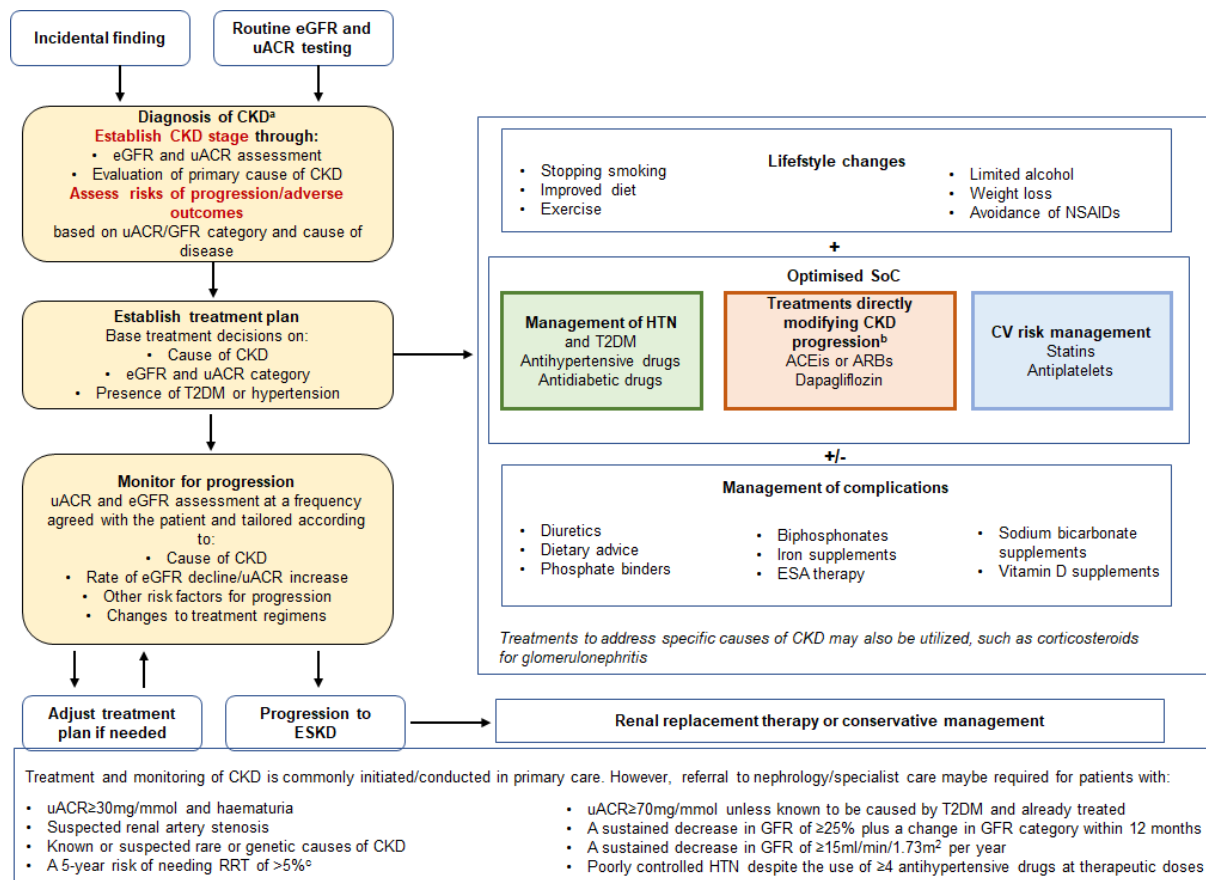 Incidental finding
Routine eGFR and
uACR testing
Diagnosis of CKDᵃ
Establish CKD stage through:
• eGFR and uACR assessment
• Evaluation of primary cause of CKD
Assess risks of progression/adverse
outcomes
based on uACR/GFR category and cause of
disease
Establish treatment plan
Base treatment decisions on:
• Cause of CKD
• eGFR and uACR category
• Presence of T2DM or hypertension
Monitor for progression
uACR and eGFR assessment at a frequency
agreed with the patient and tailored according
to:
• Cause of CKD
• Rate of eGFR decline/uACR increase
• Other risk factors for progression
• Changes to treatment regimens
Adjust treatment
plan if needed
Progression to
ESKD
Renal replacement therapy or conservative management
Lifefstyle changes
• Stopping smoking
• Improved diet
• Exercise
• Limited alcohol
• Weight loss
• Avoidance of NSAIDs
+
Optimised SoC
Management of HTN
and T2DM
Antihypertensive drugs
Antidiabetic drugs
Treatments directly
modifying CKD
progressionᵇ
ACEis or ARBs
Dapagliflozin
CV risk management
Statins
Antiplatelets
+/-
Management of complications
• Diuretics
• Dietary advice
• Phosphate binders
• Biphosphonates
• Iron supplements
• ESA therapy
• Sodium bicarbonate
supplements
• Vitamin D supplements
Treatments to address specific causes of CKD may also be utilized, such as corticosteroids
for glomerulonephritis
Treatment and monitoring of CKD is commonly initiated/conducted in primary care. However, referral to nephrology/specialist care maybe required for patients with:
• uACR≥30mg/mmol and haematuria
• Suspected renal artery stenosis
• Known or suspected rare or genetic causes of CKD
• A 5-year risk of needing RRT of >5%ᶜ
• uACR≥70mg/mmol unless known to be caused by T2DM and already treated
• A sustained decrease in GFR of ≥25% plus a change in GFR category within 12 months
• A sustained decrease in GFR of ≥15ml/min/1.73m² per year
• Poorly controlled HTN despite the use of ≥4 antihypertensive drugs at therapeutic doses